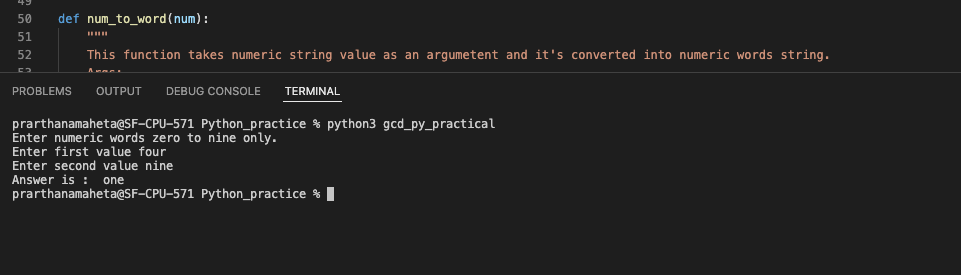 49
50 def num_to_word(num):
51 """
52 This function takes numeric string value as an argumetent and it's converted into numeric words string.
53 Args:
PROBLEMS OUTPUT DEBUG CONSOLE TERMINAL
prarthanamaheta@SF-CPU-571 Python_practice % python3 gcd_py_practical
Enter numeric words zero to nine only.
Enter first value four
Enter second value nine
Answer is :  one
prarthanamaheta@SF-CPU-571 Python_practice %